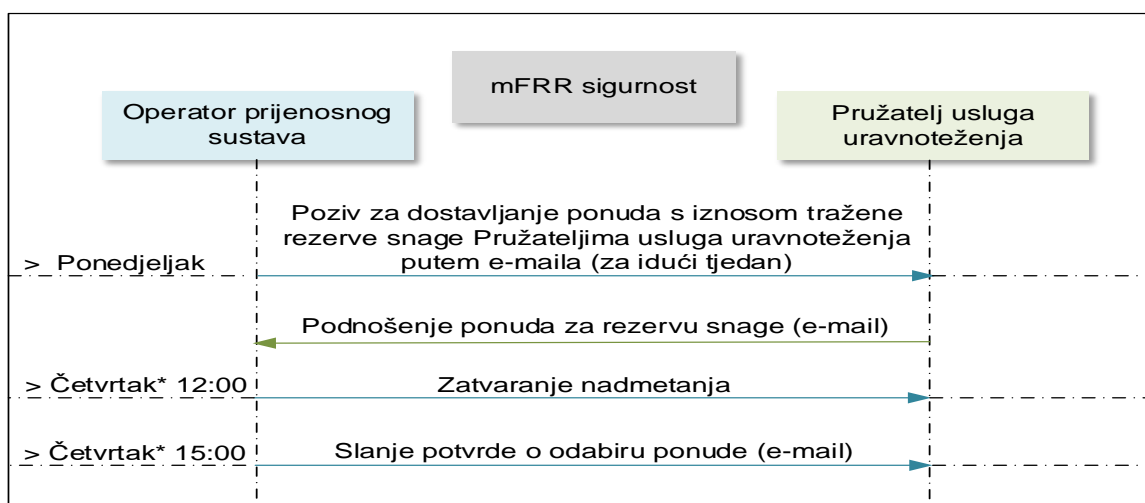 mFRR sigurnost
Operator prijenosnog
sustava
Pružatelj usluga
uravnoteženja
Poziv za dostavljanje ponuda s iznosom tražene
rezerve snage Pružateljima usluga uravnoteženja
putem e-maila (za idući tjedan)
> Ponedjeljak
Podnošenje ponuda za rezervu snage (e-mail)
> Četvrtak* 12:00
Zatvaranje nadmetanja
> Četvrtak* 15:00
Slanje potvrde o odabiru ponude (e-mail)